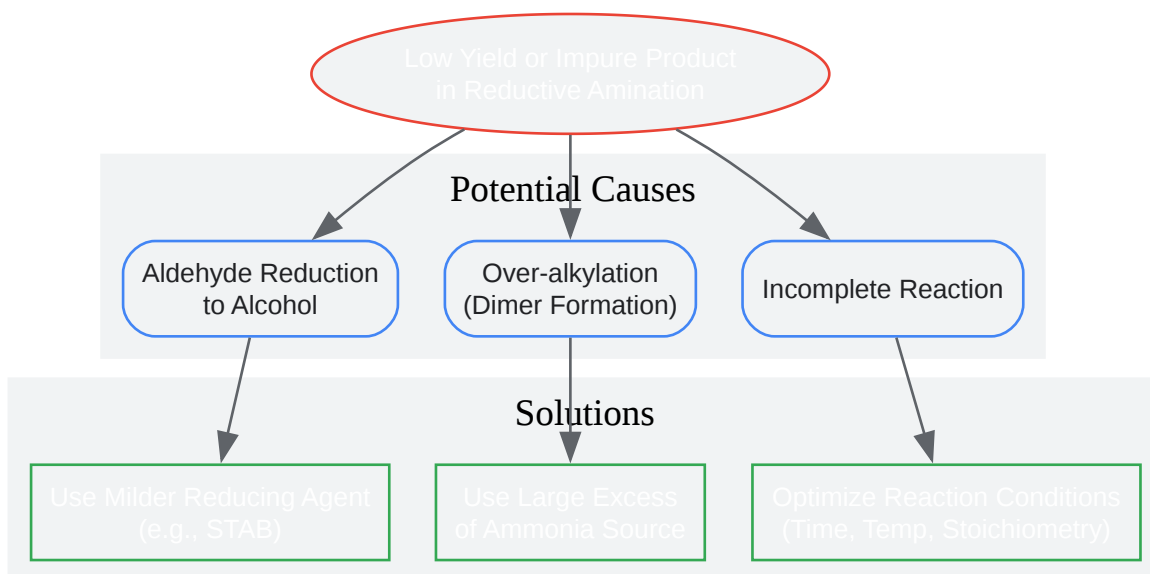 Low Yield or Impure Product
in Reductive Amination
Potential Causes
Aldehyde Reduction
to Alcohol
Over-alkylation
(Dimer Formation)
Incomplete Reaction
Solutions
Use Milder Reducing Agent
(e.g., STAB)
Use Large Excess
of Ammonia Source
Optimize Reaction Conditions
(Time, Temp, Stoichiometry)